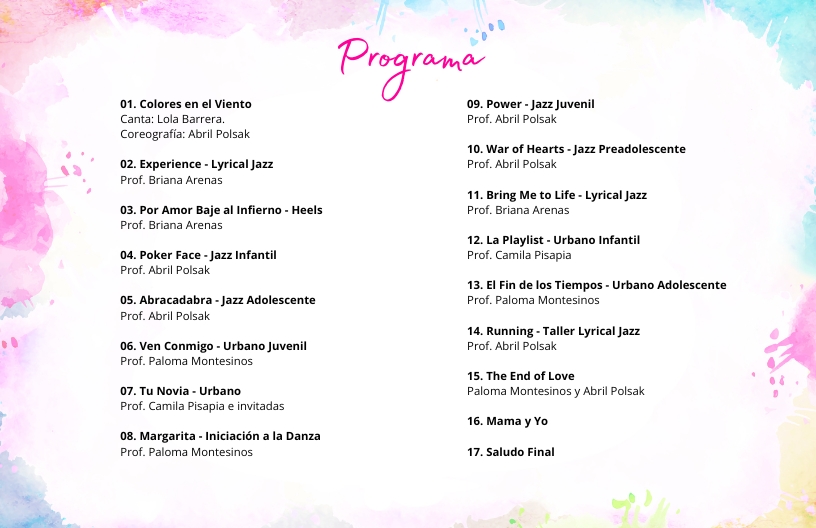 Programa
01. Colores en el Viento
Canta: Lola Barrera.
Coreografía: Abril Polsak
02. Experience - Lyrical Jazz
Prof. Briana Arenas
03. Por Amor Baje al Infierno - Heels
Prof. Briana Arenas
04. Poker Face - Jazz Infantil
Prof. Abril Polsak
05. Abracadabra - Jazz Adolescente
Prof. Abril Polsak
06. Ven Conmigo - Urbano Juvenil
Prof. Paloma Montesinos
07. Tu Novia - Urbano
Prof. Camila Pisapia e invitadas
08. Margarita - Iniciación a la Danza
Prof. Paloma Montesinos
09. Power - Jazz Juvenil
Prof. Abril Polsak
10. War of Hearts - Jazz Preadolescente
Prof. Abril Polsak
11. Bring Me to Life - Lyrical Jazz
Prof. Briana Arenas
12. La Playlist - Urbano Infantil
Prof. Camila Pisapia
13. El Fin de los Tiempos - Urbano Adolescente
Prof. Paloma Montesinos
14. Running - Taller Lyrical Jazz
Prof. Abril Polsak
15. The End of Love
Paloma Montesinos y Abril Polsak
16. Mama y Yo
17. Saludo Final